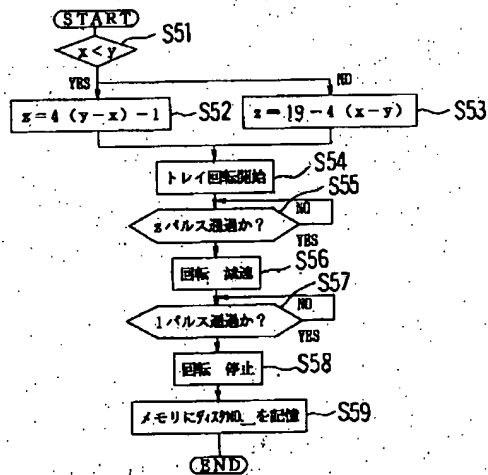 START
S51
x<y
YES
NO
z=4 (y-x) -1
S52
z=19-4 (x-y)
S53
S54
トレイ回転開始
S55
zパルス通過か?
NO
YES
S56
回転 減速
S57
1パルス通過か?
NO
YES
回転 停止
S58
メモリにディスクNO.__を記憶
S59
END